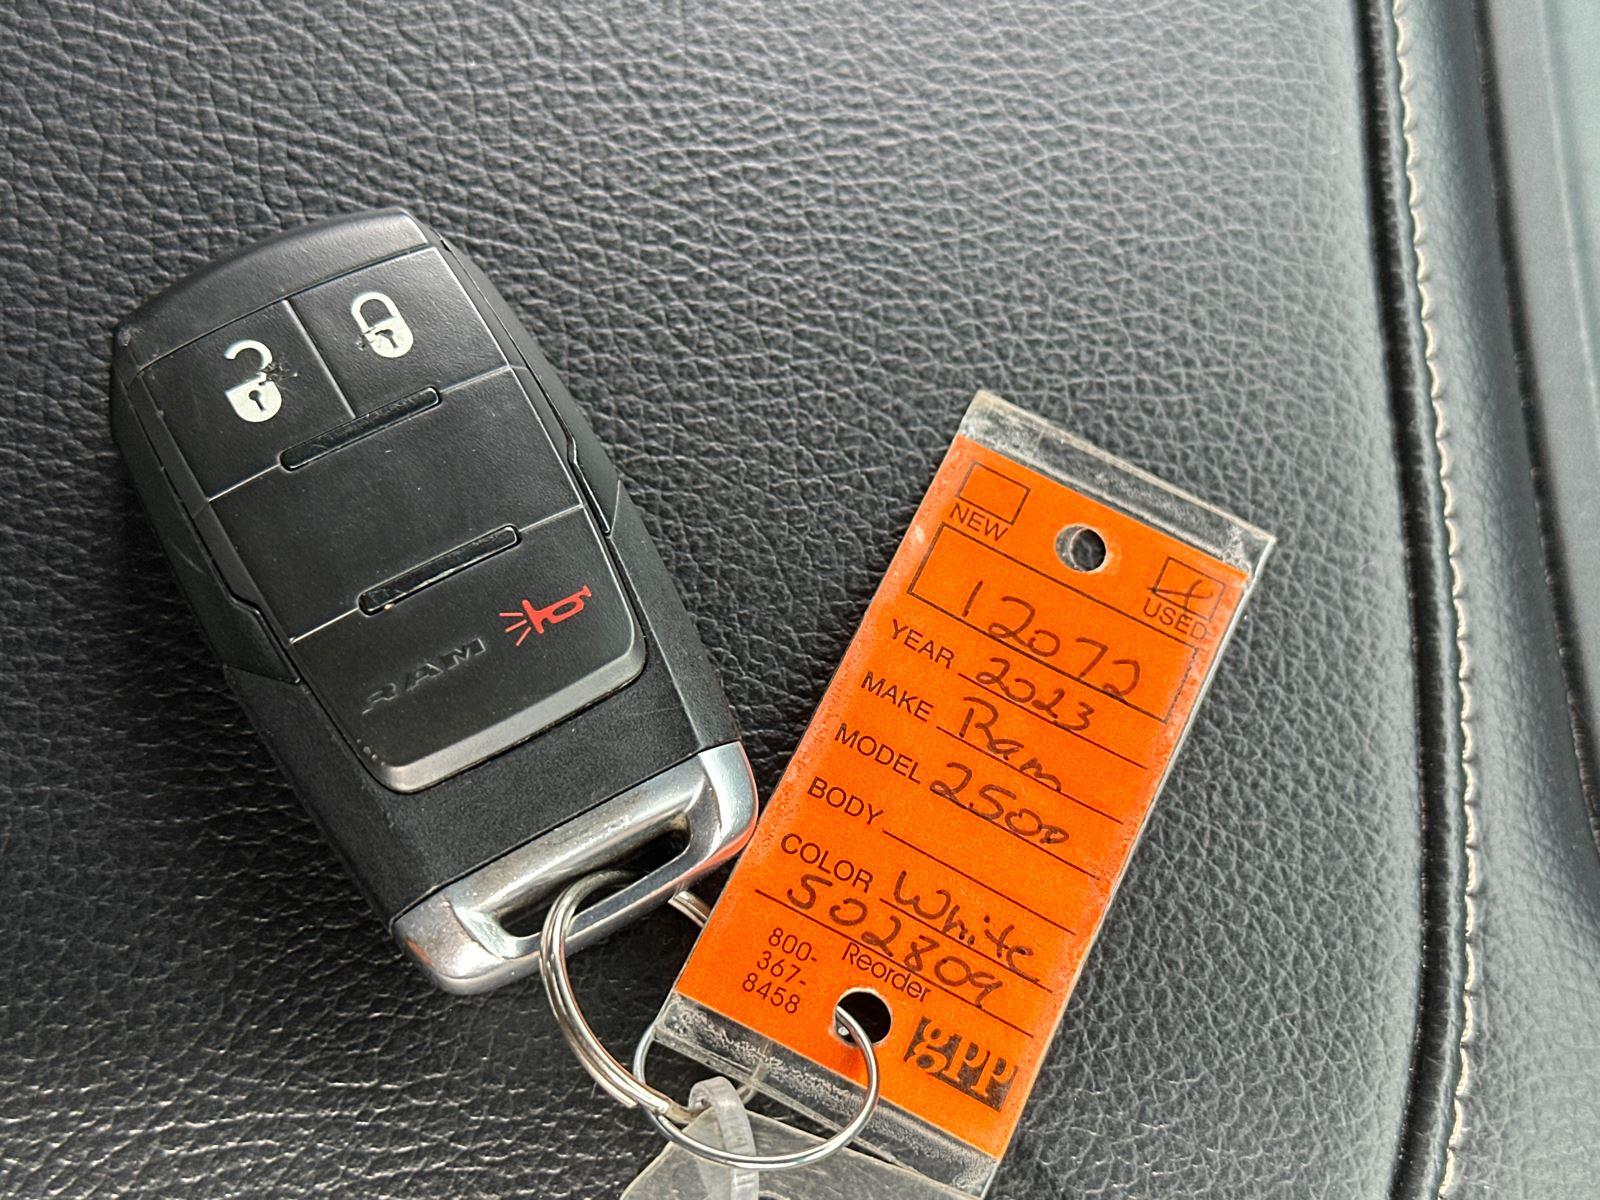 RAM
NEW
USED
12072
YEAR 2023
MAKE Ram
MODEL 2500
BODY
COLOR White
502809
800-
367-
8458
Reorder
gpp